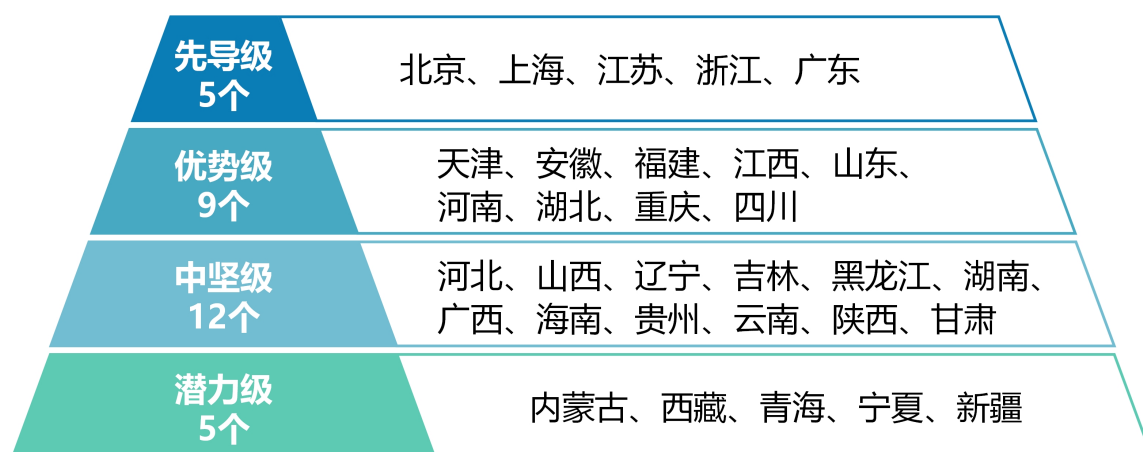 先导级
5个
北京、上海、江苏、浙江、广东
优势级
9个
天津、安徽、福建、江西、山东、
河南、湖北、重庆、四川
中坚级
12个
河北、山西、辽宁、吉林、黑龙江、湖南、
广西、海南、贵州、云南、陕西、甘肃
潜力级
5个
内蒙古、西藏、青海、宁夏、新疆